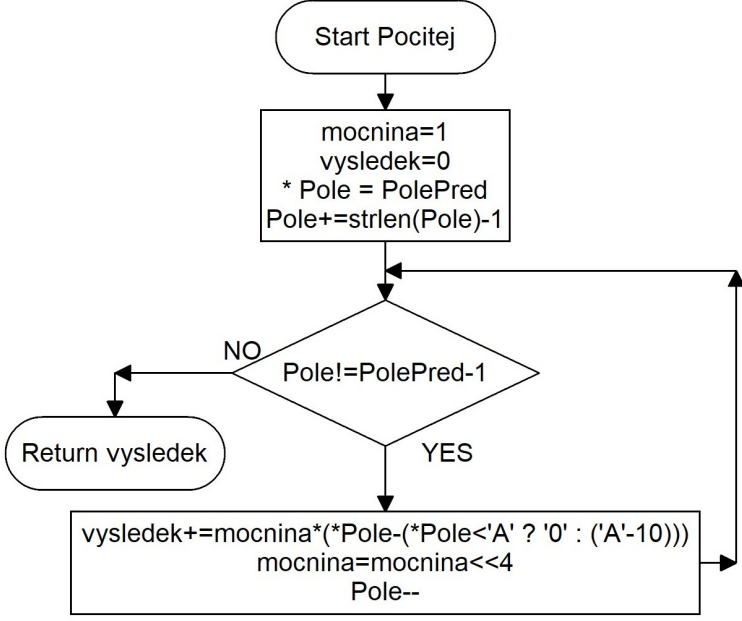 Start Pocitej
mocnina=1
vysledek=0
* Pole = PolePred
Pole+=strlen(Pole)-1
NO
Pole!=PolePred-1
Return vysledek
YES
vysledek+=mocnina*(*Pole-(*Pole<'A' ? '0' : ('A'-10)))
mocnina=mocnina<<4
Pole--